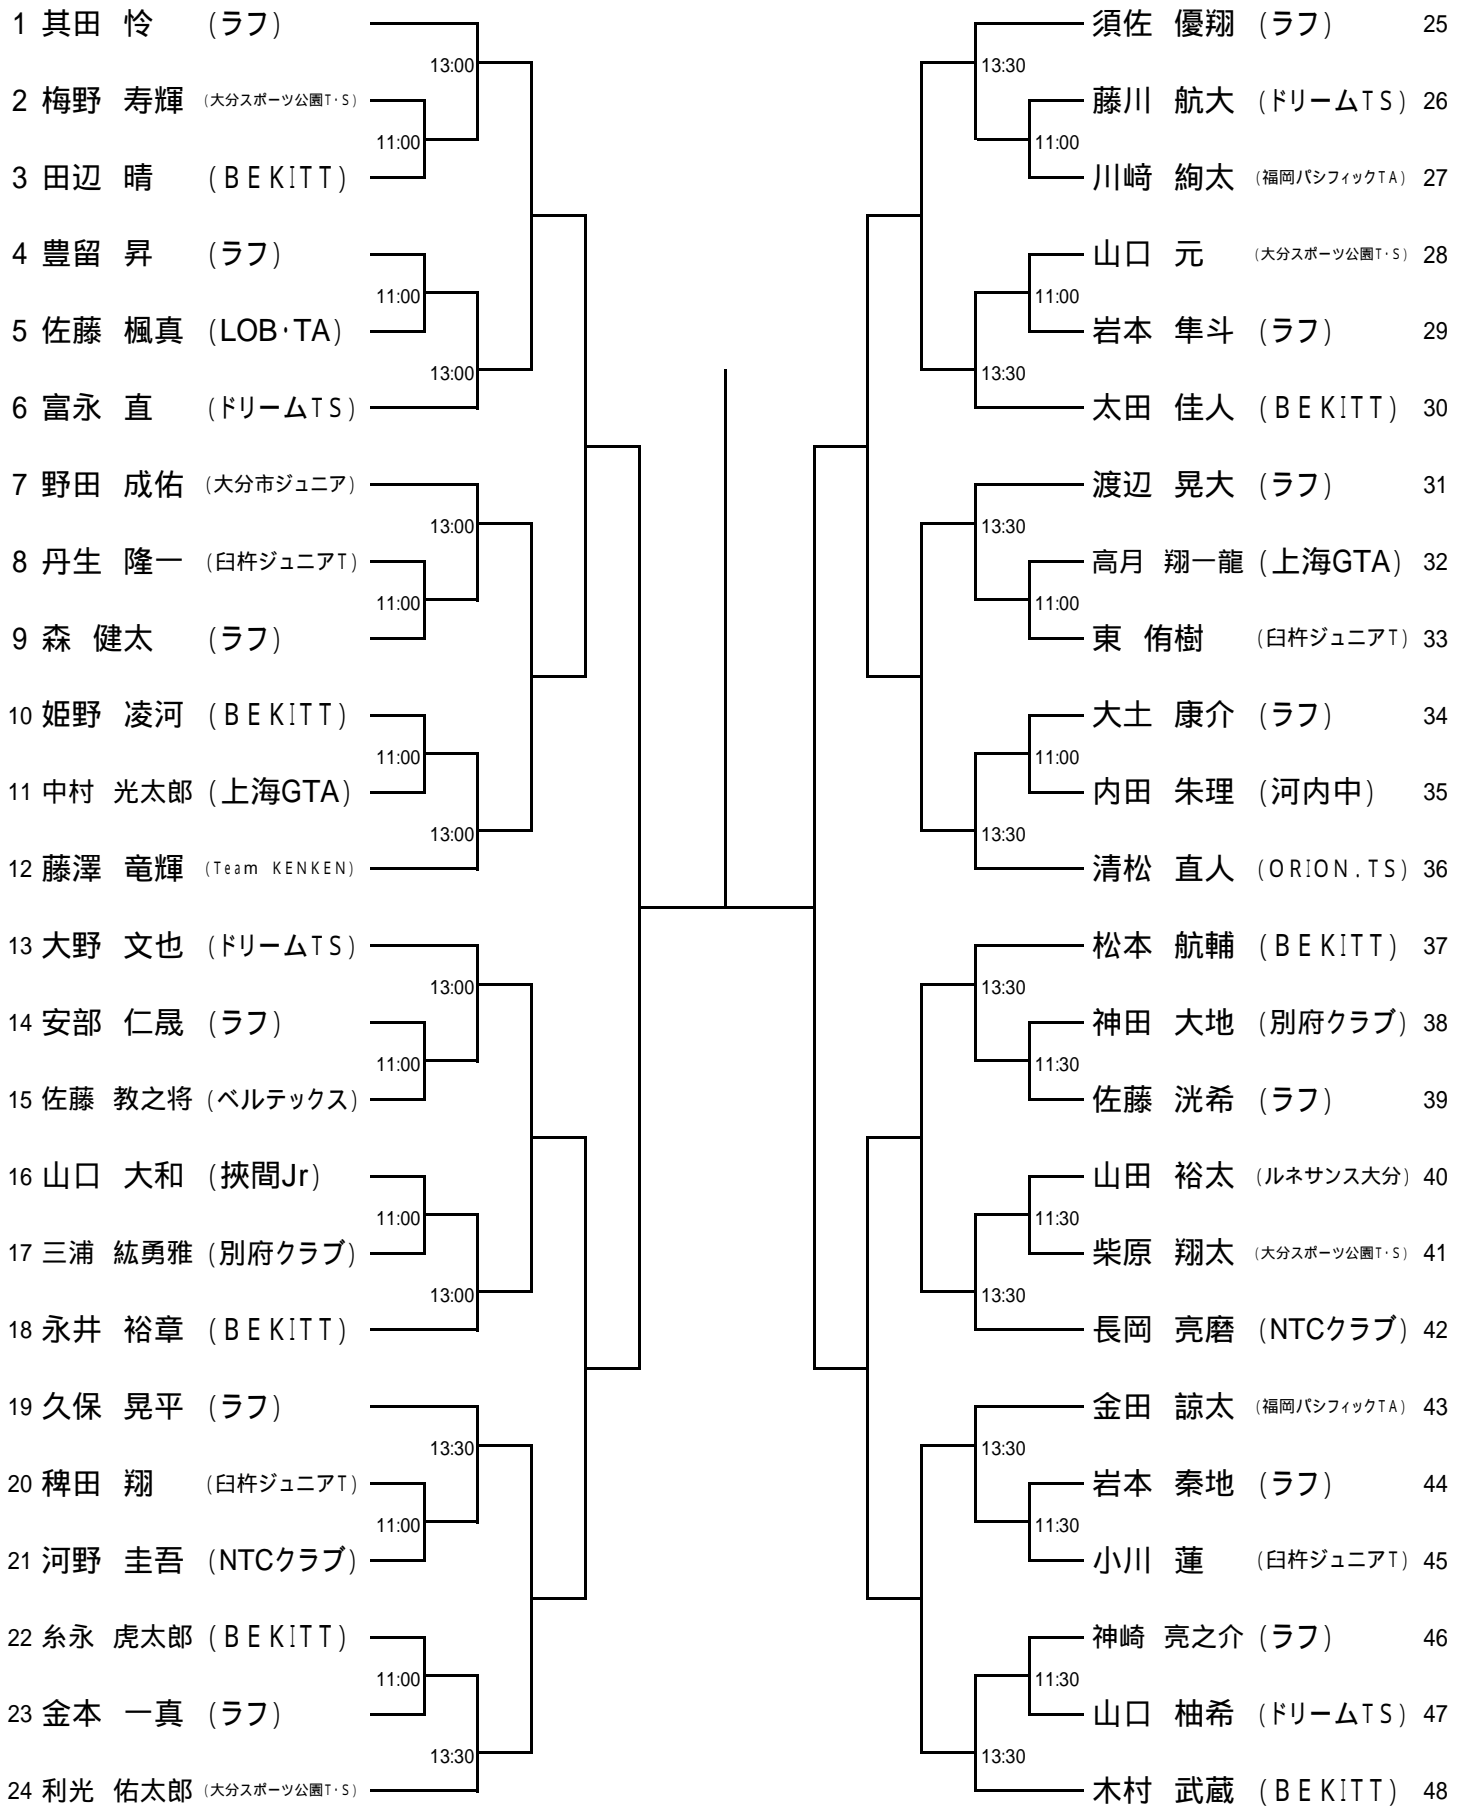 1 其田 怜 (ラフ)
13:00
2 梅野 寿輝 (大分スポーツ公園T·S)
11:00
3 田辺 晴 (BEKITT)
4 豊留 昇 (ラフ)
11:00
5 佐藤 楓真 (LOB·TA)
13:00
6 富永 直 (ドリームTS)
7 野田 成佑 (大分市ジュニア)
13:00
8 丹生 隆一 (臼杵ジュニアT)
11:00
9 森 健太 (ラフ)
10 姫野 凌河 (BEKITT)
11:00
11 中村 光太郎 (上海GTA)
13:00
12 藤澤 竜輝 (Team KENKEN)
13 大野 文也 (ドリームTS)
13:00
14 安部 仁晟 (ラフ)
11:00
15 佐藤 教之将 (ベルテックス)
16 山口 大和 (挾間Jr)
11:00
17 三浦 紘勇雅 (別府クラブ)
13:00
18 永井 裕章 (BEKITT)
19 久保 晃平 (ラフ)
13:30
20 稗田 翔 (臼杵ジュニアT)
11:00
21 河野 圭吾 (NTCクラブ)
22 糸永 虎太郎 (BEKITT)
11:00
23 金本 一真 (ラフ)
13:30
24 利光 佑太郎 (大分スポーツ公園T·S)
須佐 優翔 (ラフ) 25
13:30
藤川 航大 (ドリームTS) 26
11:00
川﨑 絢太 (福岡パシフィックTA) 27
山口 元 (大分スポーツ公園T·S) 28
11:00
岩本 隼斗 (ラフ) 29
13:30
太田 佳人 (BEKITT) 30
渡辺 晃大 (ラフ) 31
13:30
高月 翔一龍 (上海GTA) 32
11:00
東 侑樹 (臼杵ジュニアT) 33
大土 康介 (ラフ) 34
11:00
内田 朱理 (河内中) 35
13:30
清松 直人 (ORION.TS) 36
松本 航輔 (BEKITT) 37
13:30
神田 大地 (別府クラブ) 38
11:30
佐藤 洸希 (ラフ) 39
山田 裕太 (ルネサンス大分) 40
11:30
柴原 翔太 (大分スポーツ公園T·S) 41
13:30
長岡 亮磨 (NTCクラブ) 42
金田 諒太 (福岡パシフィックTA) 43
13:30
岩本 秦地 (ラフ) 44
11:30
小川 蓮 (臼杵ジュニアT) 45
神崎 亮之介 (ラフ) 46
11:30
山口 柚希 (ドリームTS) 47
13:30
木村 武蔵 (BEKITT) 48